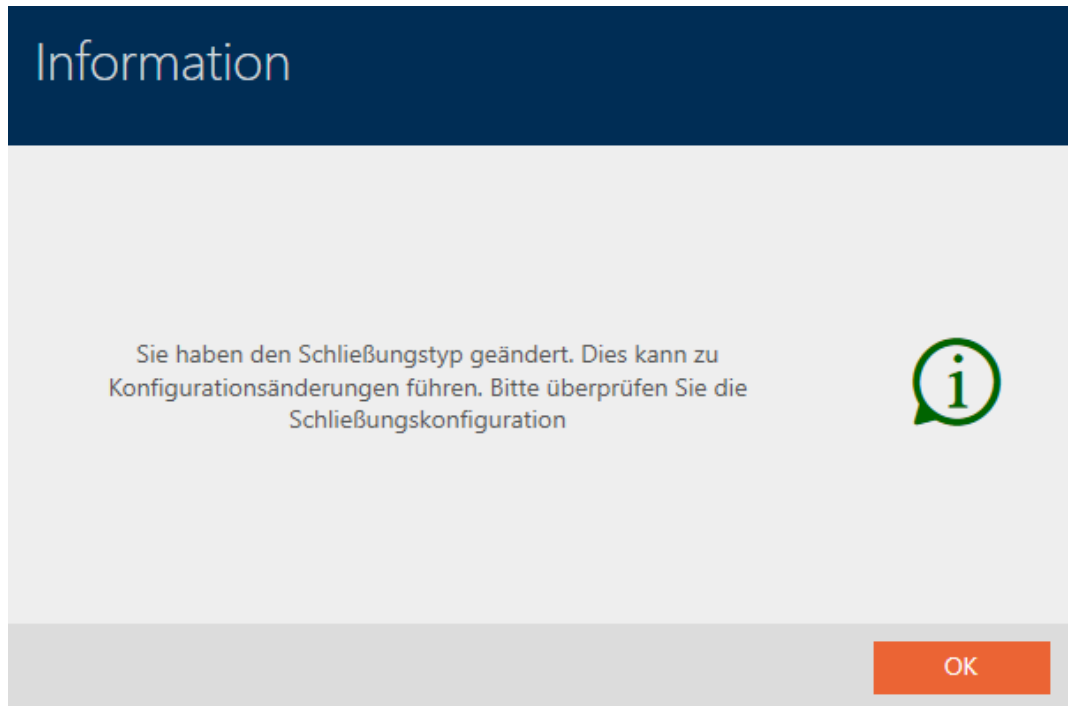 Information
Sie haben den Schließungstyp geändert. Dies kann zu
Konfigurationsänderungen führen. Bitte überprüfen Sie die
Schließungskonfiguration
i
OK